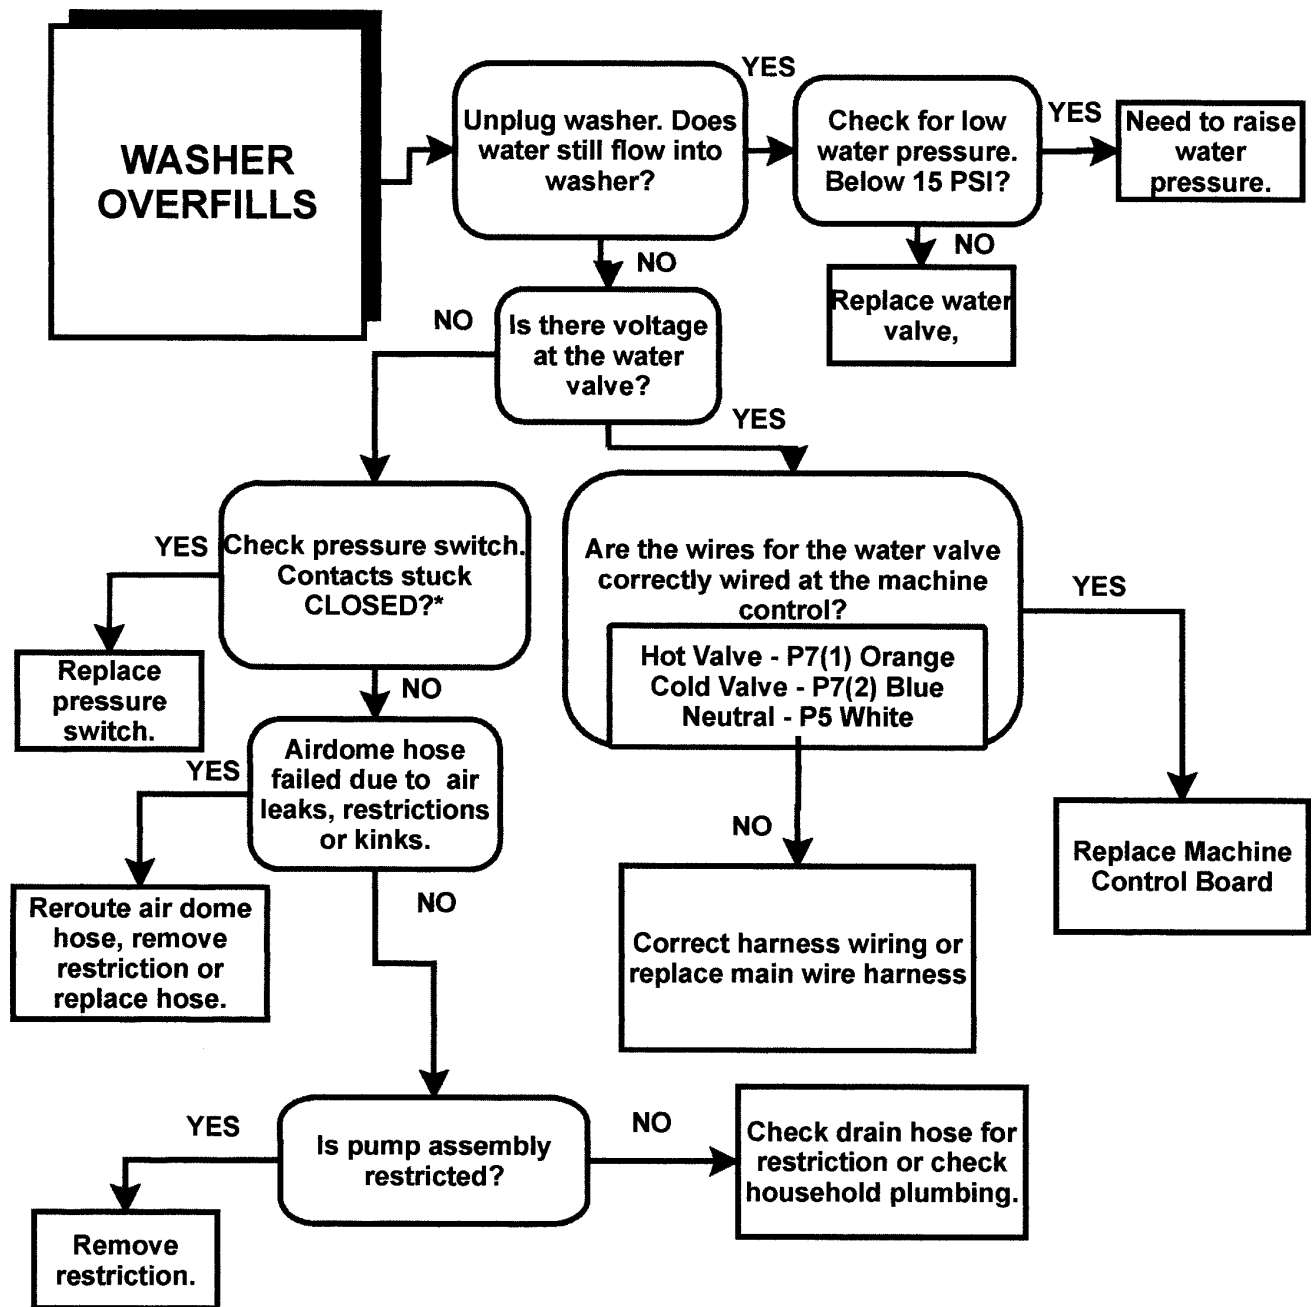 WASHER
OVERFILLS
Unplug washer. Does
water still flow into
washer?
YES
Check for low
water pressure.
Below 15 PSI?
YES
Need to raise
water
pressure.
NO
Replace water
valve,
NO
Is there voltage
at the water
valve?
NO
YES
Check pressure switch.
Contacts stuck
CLOSED?*
YES
Replace
pressure
switch.
NO
Are the wires for the water valve
correctly wired at the machine
control?
Hot Valve - P7(1) Orange
Cold Valve - P7(2) Blue
Neutral - P5 White
YES
Replace Machine
Control Board
NO
Correct harness wiring or
replace main wire harness
Airdome hose
failed due to air
leaks, restrictions
or kinks.
YES
Reroute air dome
hose, remove
restriction or
replace hose.
NO
Is pump assembly
restricted?
YES
Remove
restriction.
NO
Check drain hose for
restriction or check
household plumbing.